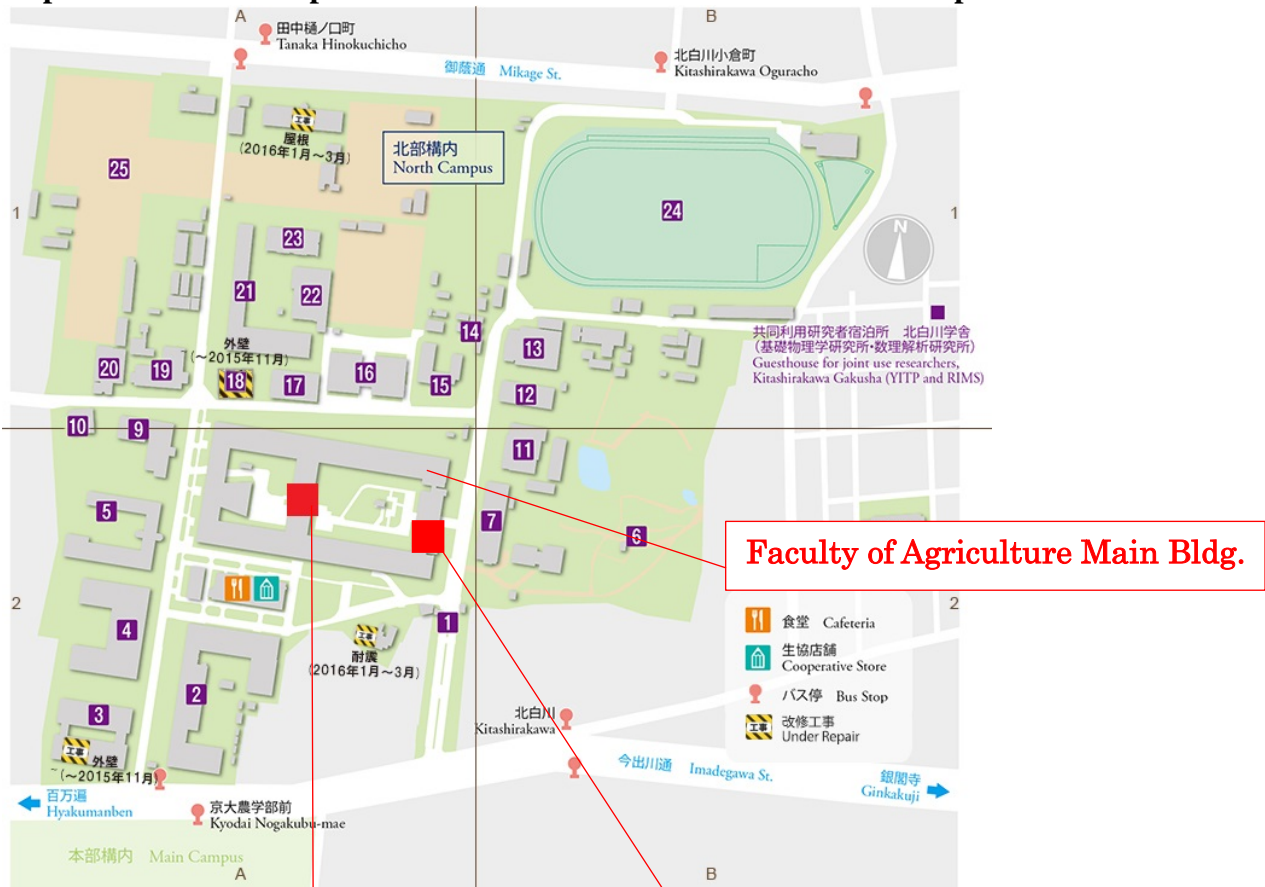 A
B
田中樋ノ口町
Tanaka Hinokuchicho
北白川小倉町
Kitashirakawa Oguracho
御蔭通 Mikage St.
工事
屋根
(2016年1月～3月)
北部構内
North Campus
25
24
1
1
N
23
21
22
14
13
共同利用研究者宿泊所 北白川学舎
(基礎物理学研究所・数理解析研究所)
Guesthouse for joint use researchers,
Kitashirakawa Gakusha (YITP and RIMS)
外壁
(～2015年11月)
20
19
18
17
16
15
12
10
9
11
5
7
6
Faculty of Agriculture Main Bldg.
2
2
4
1
工事
耐震
(2016年1月～3月)
食堂 Cafeteria
生協店舗
Cooperative Store
バス停 Bus Stop
工事
改修工事
Under Repair
2
3
工事
外壁
(～2015年11月)
北白川
Kitashirakawa
今出川通 Imadegawa St.
銀閣寺
Ginkakuji
百万遍
Hyakumanben
京大農学部前
Kyodai Nogakubu-mae
本部構内 Main Campus
A
B